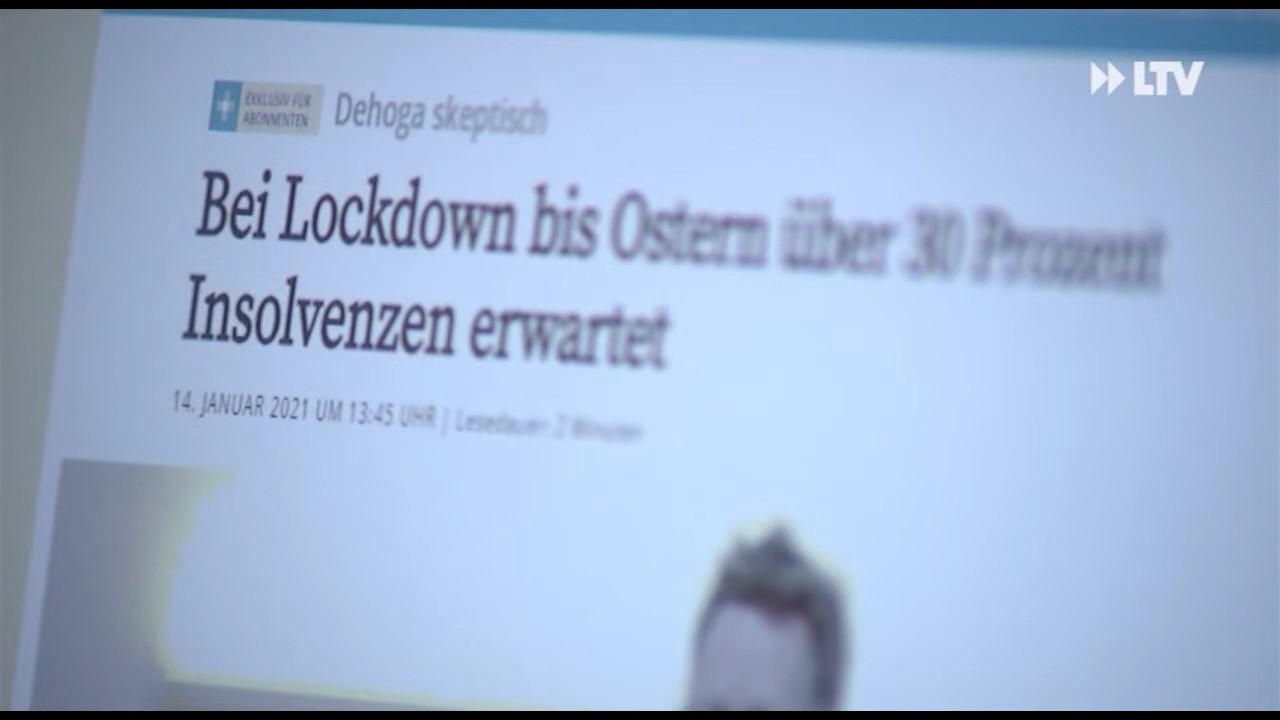 LTV
EXKLUSIV FÜR
ABONNENTEN
Dehoga skeptisch
Bei Lockdown bis Ostern über 30 Prozent
Insolvenzen erwartet
14. JANUAR 2021 UM 13:45 UHR | Lesedauer: 2 Minuten